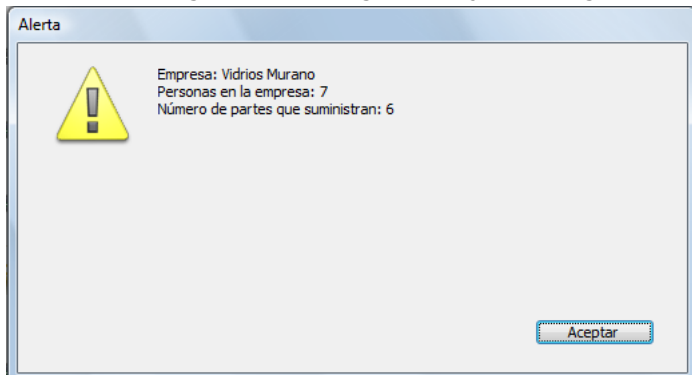 Alerta
Empresa: Vidrios Murano
Personas en la empresa: 7
Número de partes que suministran: 6
Aceptar